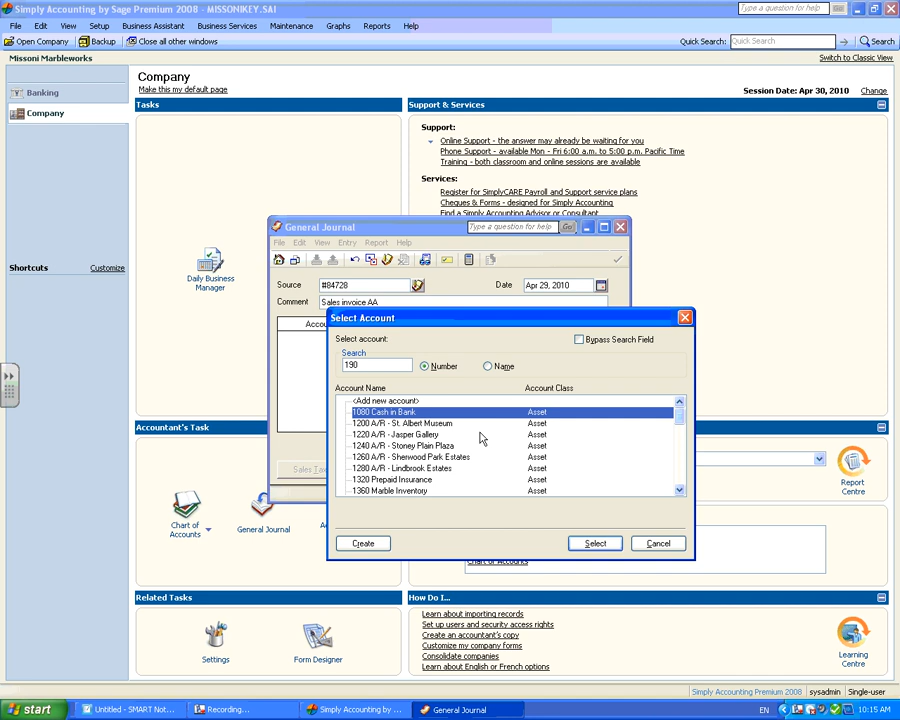 Simply Accounting by Sage Premium 2008 - MISSONIKEY.SAI
Type a question for help
Go
File Edit View Setup Business Assistant Business Services Maintenance Graphs Reports Help
Open Company Backup Close all other windows
Quick Search: Quick Search Search
Missoni Marbleworks
Switch to Classic View
Banking
Company
Company
Make this my default page
Session Date: Apr 30, 2010 Change
Tasks
Support & Services
Support:
Online Support - the answer may already be waiting for you
Phone Support - available Mon - Fri 6:00 a.m. to 5:00 p.m. Pacific Time
Training - both classroom and online sessions are available
Services:
Register for SimplyCARE Payroll and Support service plans
Cheques & Forms - designed for Simply Accounting
Find a Simply Accounting Advisor or Consultant
Shortcuts Customize
Daily Business
Manager
General Journal
Type a question for help
Go
File Edit View Entry Report Help
Source #84728
Date Apr 29, 2010
Comment Sales invoice AA
Accou
Sales Tax
Select Account
Select account:
Bypass Search Field
Search
190
Number
Name
Account Name Account Class
<Add new account>
1080 Cash in Bank Asset
1200 A/R - St. Albert Museum Asset
1220 A/R - Jasper Gallery Asset
1240 A/R - Stoney Plain Plaza Asset
1260 A/R - Sherwood Park Estates Asset
1280 A/R - Lindbrook Estates Asset
1320 Prepaid Insurance Asset
1360 Marble Inventory Asset
Create
Select
Cancel
Accountant's Task
Chart of
Accounts
General Journal
Report
Centre
Chart of Accounts
Related Tasks
Settings
Form Designer
How Do I...
Learn about importing records
Set up users and security access rights
Create an accountant's copy
Customize my company forms
Consolidate companies
Learn about English or French options
Learning
Centre
Simply Accounting Premium 2008 sysadmin Single-user
start
Untitled - SMART Not...
Recording...
Simply Accounting by ...
General Journal
EN
10:15 AM